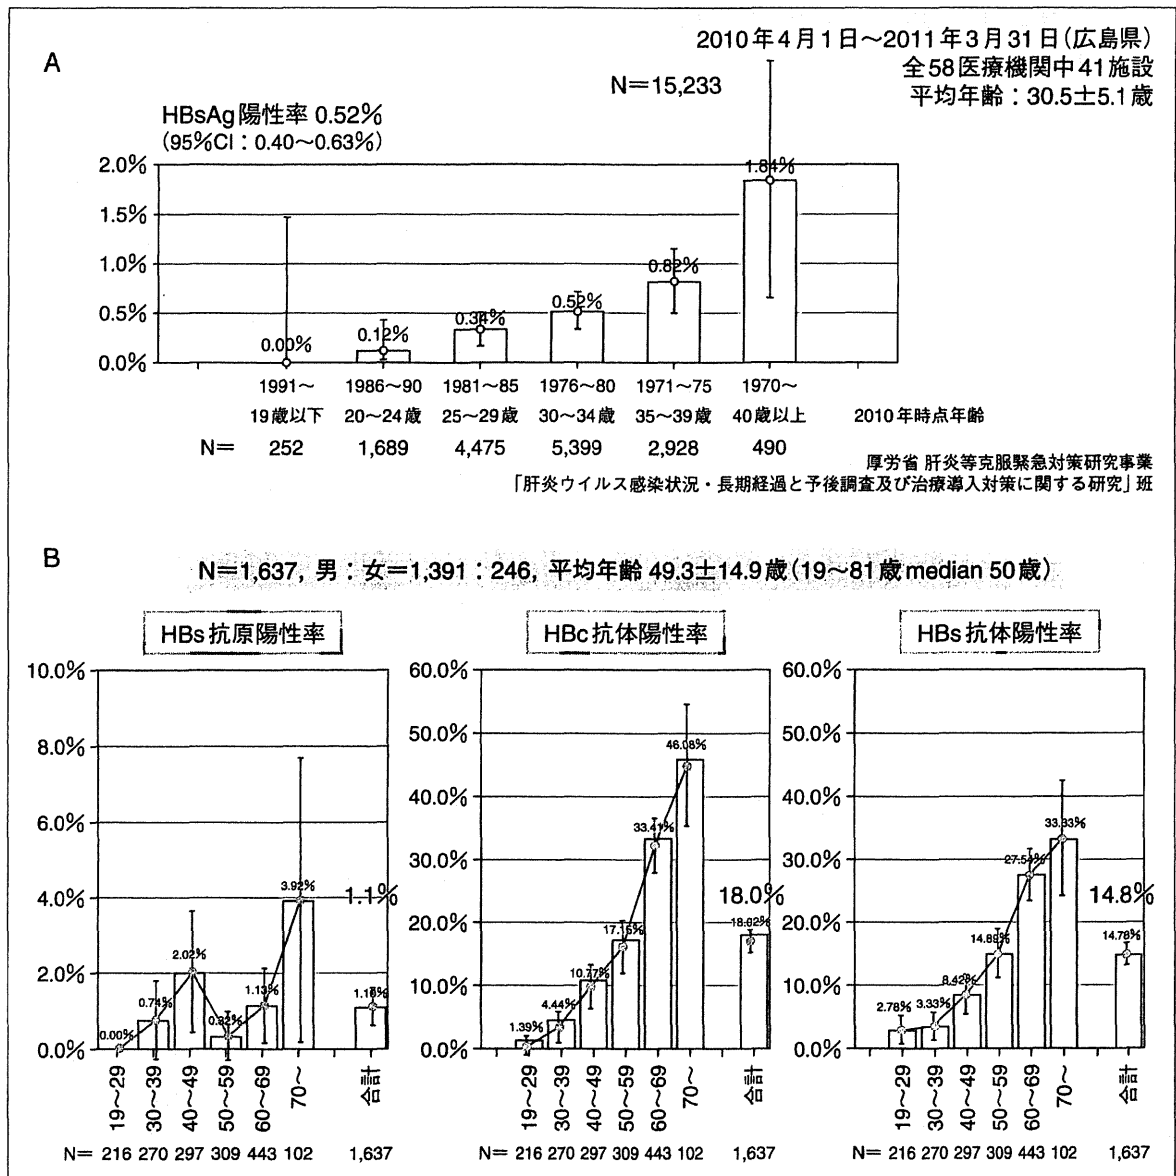 A
2010年4月1日～2011年3月31日(広島県)
全58医療機関中41施設
平均年齢：30.5±5.1歳
N＝15,233
HBsAg陽性率 0.52%
(95%CI：0.40～0.63%)
2.0%
1.5%
1.0%
0.5%
0.0%
0.00%
0.12%
0.34%
0.52%
0.82%
1.84%
1991～ 1986～90 1981～85 1976～80 1971～75 1970～
19歳以下 20～24歳 25～29歳 30～34歳 35～39歳 40歳以上 2010年時点年齢
N＝ 252 1,689 4,475 5,399 2,928 490
厚労省 肝炎等克服緊急対策研究事業
「肝炎ウイルス感染状況・長期経過と予後調査及び治療導入対策に関する研究」班
B
N＝1,637, 男：女＝1,391：246, 平均年齢 49.3±14.9歳(19～81歳median 50歳)
HBs抗原陽性率
10.0%
8.0%
6.0%
4.0%
2.0%
0.0%
0.00%
0.74%
2.02%
0.32%
1.13%
3.92%
1.1%
19～29 30～39 40～49 50～59 60～69 70～ 合計
N＝ 216 270 297 309 443 102 1,637
HBc抗体陽性率
60.0%
50.0%
40.0%
30.0%
20.0%
10.0%
0.0%
1.39%
4.44%
10.77%
17.15%
33.41%
46.08%
18.0%
18.02%
19～29 30～39 40～49 50～59 60～69 70～ 合計
N＝ 216 270 297 309 443 102 1,637
HBs抗体陽性率
60.0%
50.0%
40.0%
30.0%
20.0%
10.0%
0.0%
2.78%
3.33%
8.42%
14.89%
27.54%
33.33%
14.8%
14.78%
19～29 30～39 40～49 50～59 60～69 70～ 合計
N＝ 216 270 297 309 443 102 1,637